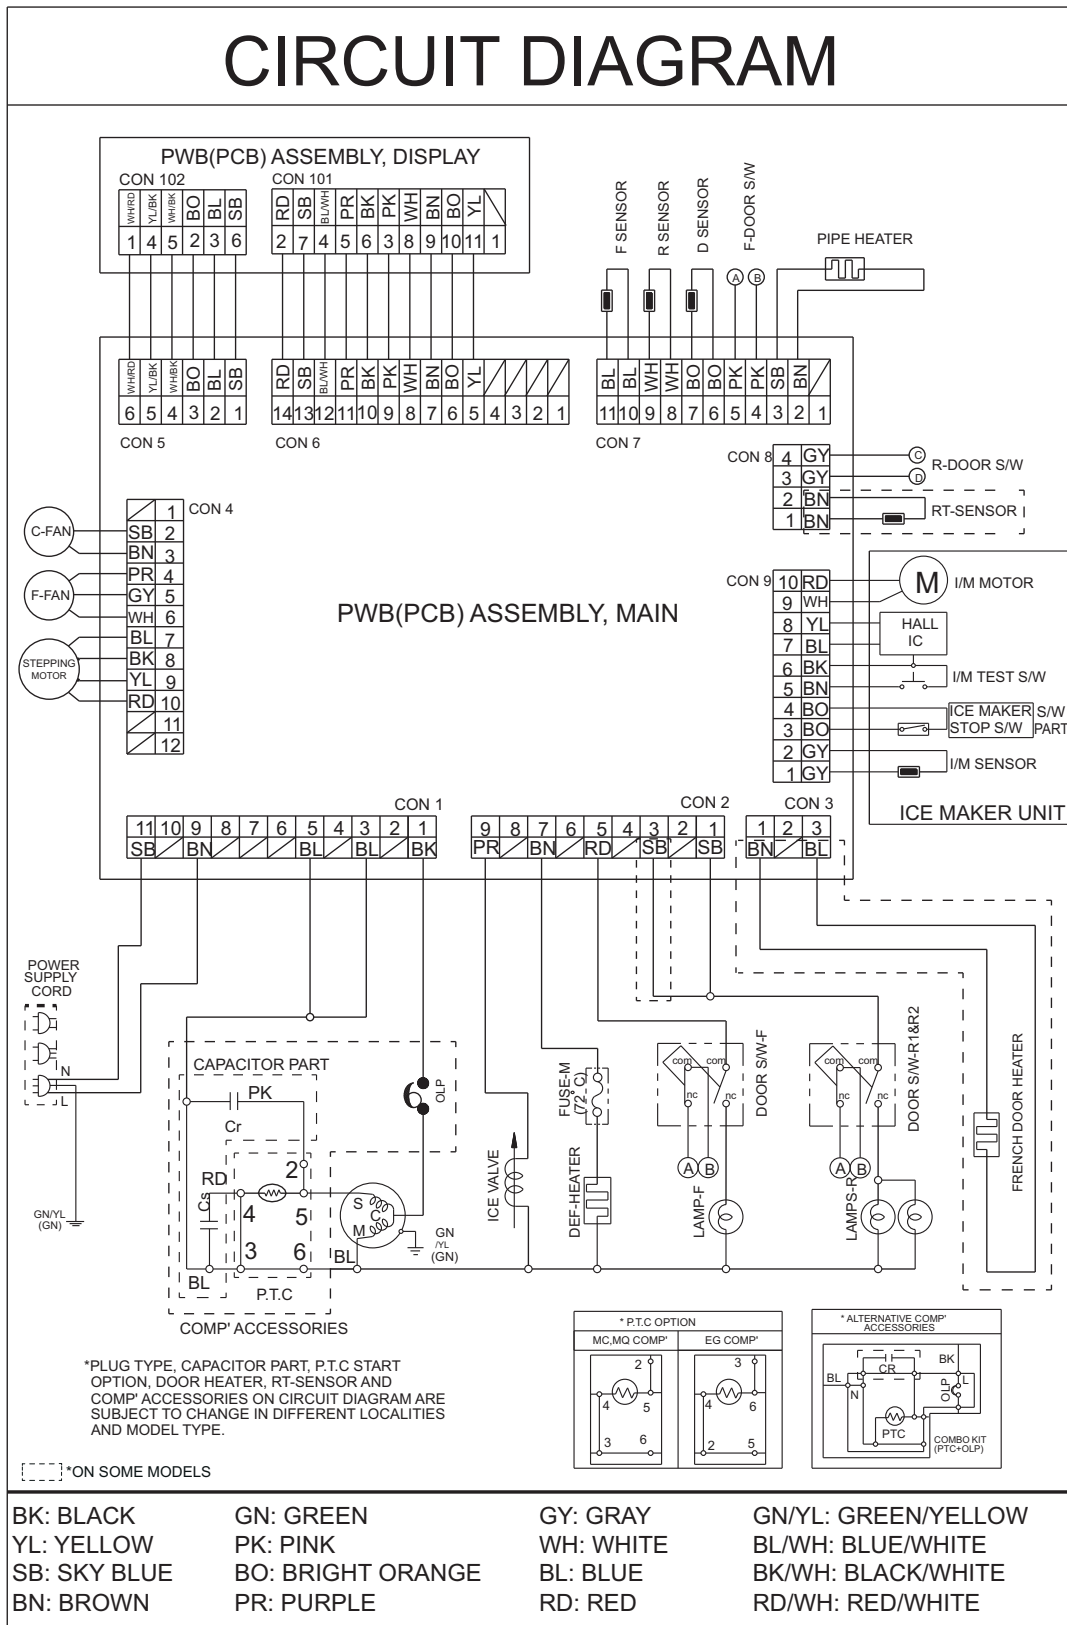 CIRCUIT DIAGRAM
PWB(PCB) ASSEMBLY, DISPLAY
CON 102
CON 101
WH/RD YL/BK WH/BK BO BL SB
1 4 5 2 3 6
RD SB BL/WH PR BK PK WH BN BO YL
2 7 4 5 6 3 8 9 10 11 1
F SENSOR
R SENSOR
D SENSOR
F-DOOR S/W
A B
PIPE HEATER
WH/RD YL/BK WH/BK BO BL SB
6 5 4 3 2 1
CON 5
RD SB BL/WH PR BK PK WH BN BO YL
14 13 12 11 10 9 8 7 6 5 4 3 2 1
CON 6
BL BL WH WH BO BO PK PK SB BN
11 10 9 8 7 6 5 4 3 2 1
CON 7
CON 8
4 GY
3 GY
2 BN
1 BN
C
D
R-DOOR S/W
RT-SENSOR
CON 4
1
SB 2
BN 3
PR 4
GY 5
WH 6
BL 7
BK 8
YL 9
RD 10
11
12
C-FAN
F-FAN
STEPPING
MOTOR
PWB(PCB) ASSEMBLY, MAIN
CON 9
10 RD
9 WH
8 YL
7 BL
6 BK
5 BN
4 BO
3 BO
2 GY
1 GY
M
I/M MOTOR
HALL
IC
I/M TEST S/W
ICE MAKER S/W
STOP S/W PART
I/M SENSOR
ICE MAKER UNIT
CON 1
11 10 9 8 7 6 5 4 3 2 1
SB BN BL BL BK
CON 2
9 8 7 6 5 4 3 2 1
PR BN RD SB SB
CON 3
1 2 3
BN BL
POWER
SUPPLY
CORD
N
L
GN/YL
(GN)
CAPACITOR PART
PK
Cr
RD
Cs
2
4 5
3 6
BL
P.T.C
COMP' ACCESSORIES
OLP
S
C
M
BL
GN
/YL
(GN)
ICE VALVE
FUSE-M
(72°C)
DEF-HEATER
com com
nc nc
DOOR S/W-F
A B
LAMP-F
com com
nc nc
DOOR S/W-R1&R2
A B
LAMPS-R
FRENCH DOOR HEATER
*PLUG TYPE, CAPACITOR PART, P.T.C START
OPTION, DOOR HEATER, RT-SENSOR AND
COMP' ACCESSORIES ON CIRCUIT DIAGRAM ARE
SUBJECT TO CHANGE IN DIFFERENT LOCALITIES
AND MODEL TYPE.
*ON SOME MODELS
* P.T.C OPTION
MC,MQ COMP' EG COMP'
2
4 5
3 6
3
4 6
2 5
* ALTERNATIVE COMP'
ACCESSORIES
CR
BK
BL
N
L
OLP
PTC
COMBO KIT
(PTC+OLP)
BK: BLACK GN: GREEN GY: GRAY GN/YL: GREEN/YELLOW
YL: YELLOW PK: PINK WH: WHITE BL/WH: BLUE/WHITE
SB: SKY BLUE BO: BRIGHT ORANGE BL: BLUE BK/WH: BLACK/WHITE
BN: BROWN PR: PURPLE RD: RED RD/WH: RED/WHITE